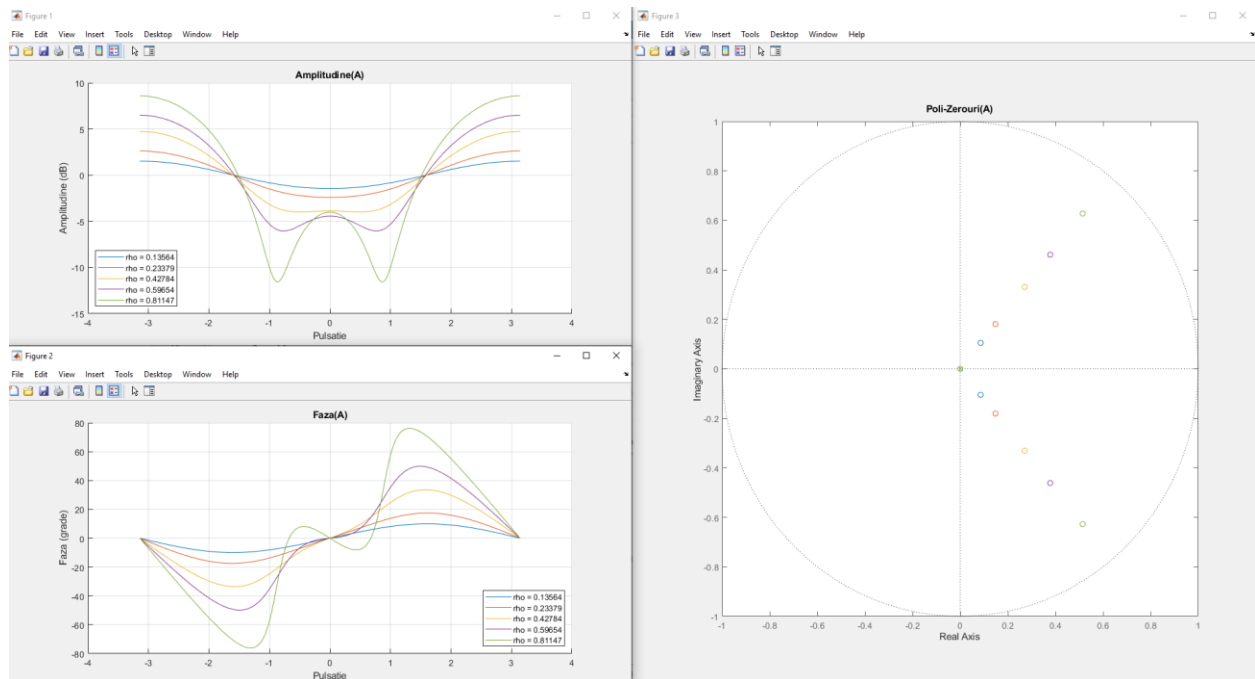 Figure 1
File Edit View Insert Tools Desktop Window Help
Amplitudine(A)
10
5
0
-5
-10
-15
Amplitudine (dB)
rho = 0.13564
rho = 0.23379
rho = 0.42784
rho = 0.59654
rho = 0.81147
-4 -3 -2 -1 0 1 2 3 4
Pulsatie
Figure 2
File Edit View Insert Tools Desktop Window Help
Faza(A)
80
60
40
20
0
-20
-40
-60
-80
Faza (grade)
rho = 0.13564
rho = 0.23379
rho = 0.42784
rho = 0.59654
rho = 0.81147
-4 -3 -2 -1 0 1 2 3 4
Pulsatie
Figure 3
File Edit View Insert Tools Desktop Window Help
Poli-Zerouri(A)
1
0.8
0.6
0.4
0.2
0
-0.2
-0.4
-0.6
-0.8
-1
Imaginary Axis
-1 -0.8 -0.6 -0.4 -0.2 0 0.2 0.4 0.6 0.8 1
Real Axis